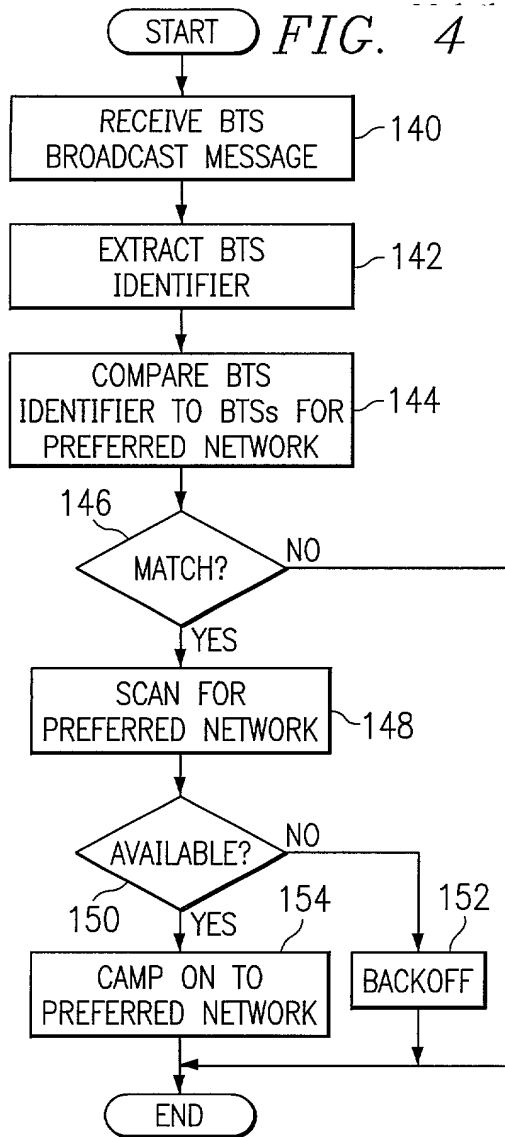 START
FIG. 4
RECEIVE BTS
BROADCAST MESSAGE
140
EXTRACT BTS
IDENTIFIER
142
COMPARE BTS
IDENTIFIER TO BTSs FOR
PREFERRED NETWORK
144
146
MATCH?
NO
YES
SCAN FOR
PREFERRED NETWORK
148
AVAILABLE?
NO
150
YES
154
152
CAMP ON TO
PREFERRED NETWORK
BACKOFF
END